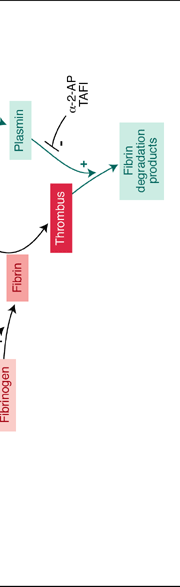 Fibrinogen
Fibrin
Thrombus
Plasmin
-
α-2-AP
TAFI
+
Fibrin
degradation
products